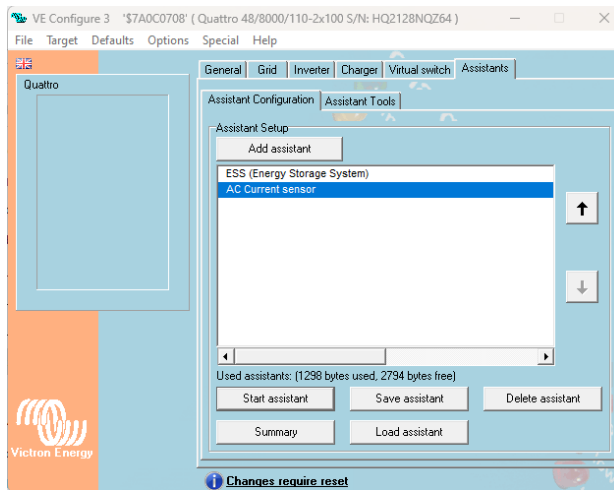 VE Configure 3 '$7A0C0708' ( Quattro 48/8000/110-2x100 S/N: HQ2128NQZ64 )
File Target Defaults Options Special Help
Quattro
General Grid Inverter Charger Virtual switch Assistants
Assistant Configuration Assistant Tools
Assistant Setup
Add assistant
ESS (Energy Storage System)
AC Current sensor
Used assistants: (1298 bytes used, 2794 bytes free)
Start assistant Save assistant Delete assistant
Summary Load assistant
Victron Energy
Changes require reset